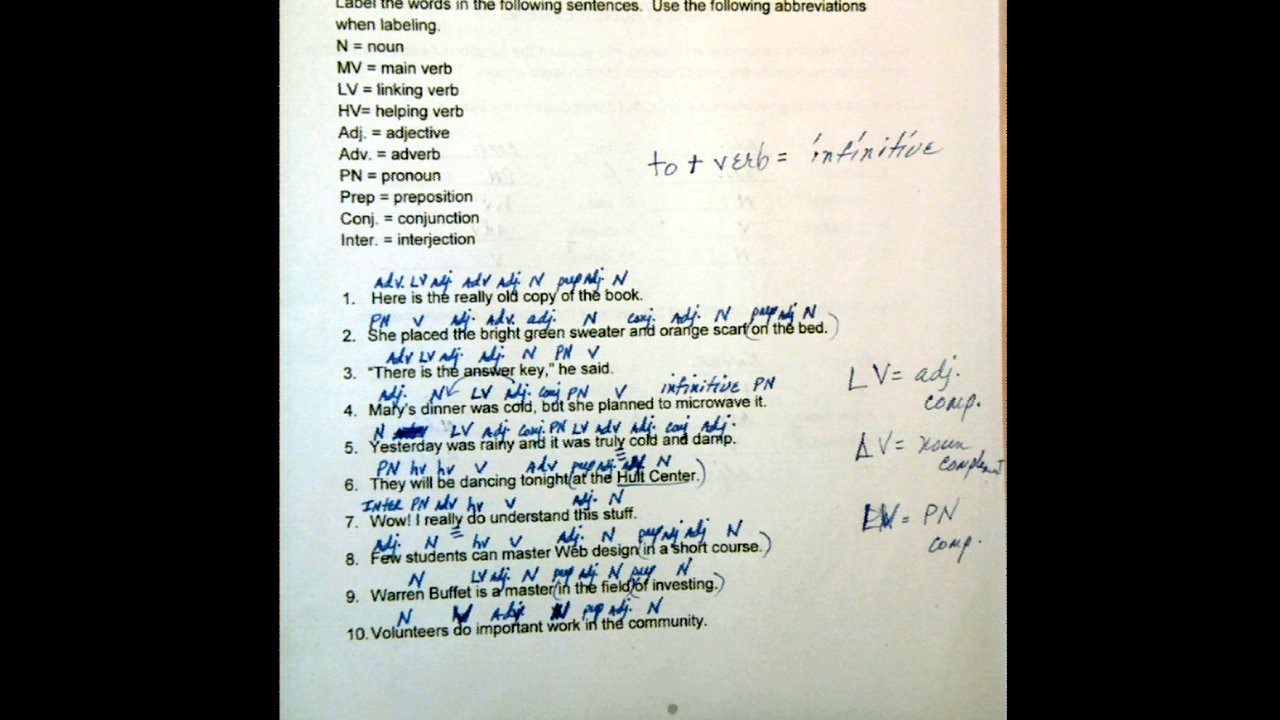 Label the words in the following sentences. Use the following abbreviations
when labeling.
N = noun
MV = main verb
LV = linking verb
HV= helping verb
Adj. = adjective
Adv. = adverb
to + verb = infinitive
PN = pronoun
Prep = preposition
Conj. = conjunction
Inter. = interjection
Adv. LV Adj. Adv Adj. N prep Adj. N
1. Here is the really old copy of the book.
PN V Adj. Adv. adj. N conj. Adj. N prep adj N
2. She placed the bright green sweater and orange scarf (on the bed.)
Adv LV Adj. Adj. N PN V
3. "There is the answer key," he said.
LV = adj. comp.
Adj. N LV Adj. conj PN V infinitive PN
4. Mary's dinner was cold, but she planned to microwave it.
N LV Adj. Conj. PN LV Adv Adj. conj Adj.
5. Yesterday was rainy and it was truly cold and damp.
LV = noun complement
PN hv hv V Adv prep adj. N
6. They will be dancing tonight (at the Hult Center.)
Inter PN adv hv V adj. N
7. Wow! I really do understand this stuff.
LV = PN comp.
Adj. N hv V Adj. N prep adj adj N
8. Few students can master Web design (in a short course.)
N LV adj. N prep adj N prep N
9. Warren Buffet is a master (in the field (of investing.)
N V Adj. N prep Adj. N
10. Volunteers do important work in the community.